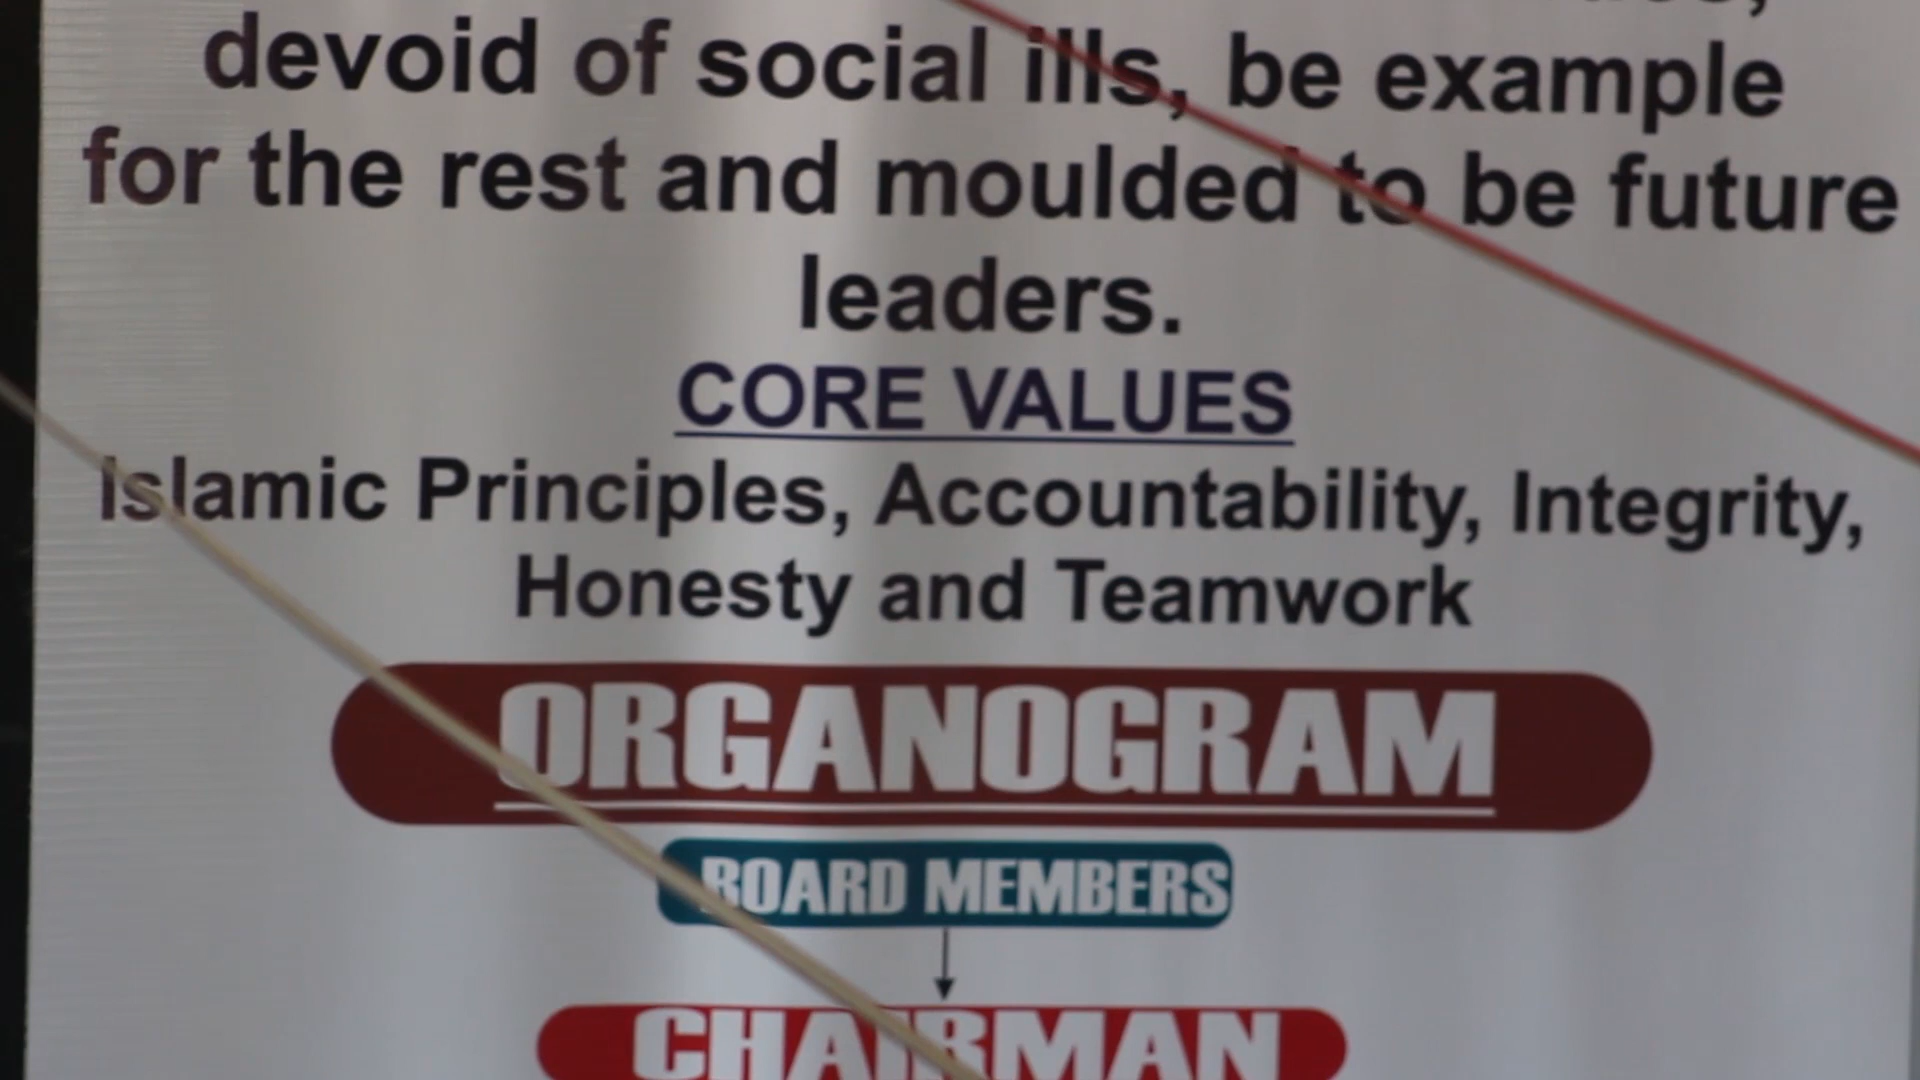 devoid of social ills, be example
for the rest and moulded to be future
leaders.
CORE VALUES
Islamic Principles, Accountability, Integrity,
Honesty and Teamwork
ORGANOGRAM
BOARD MEMBERS
CHAIRMAN